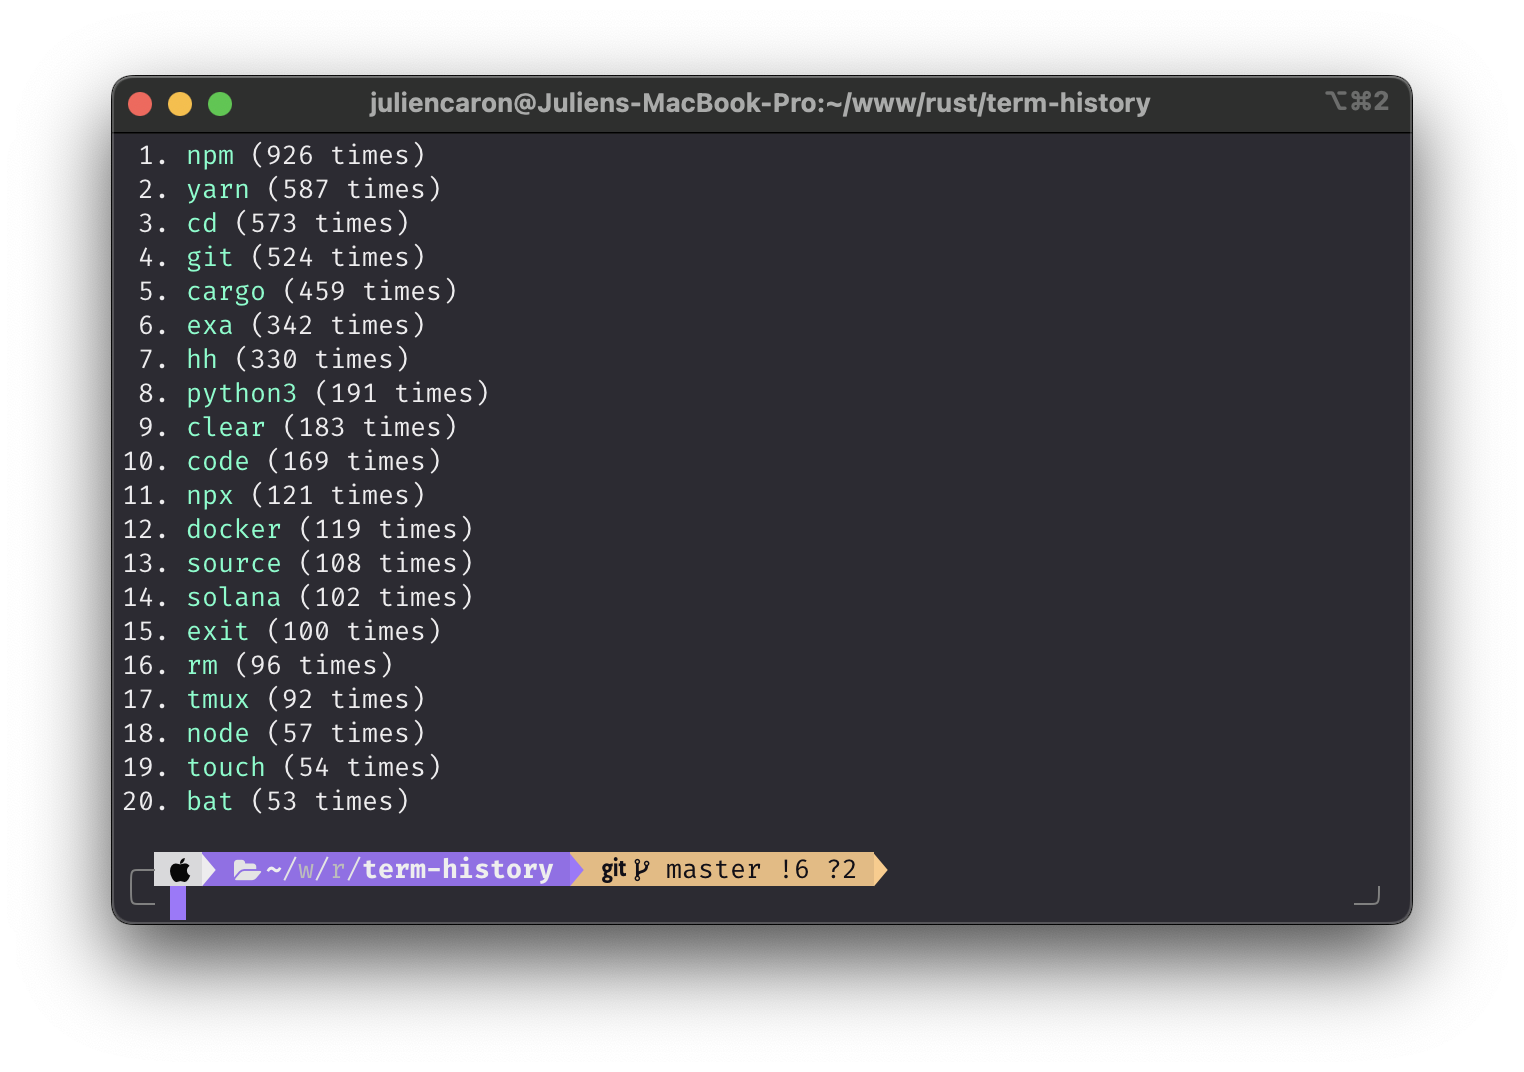 juliencaron@Juliens-MacBook-Pro:~/www/rust/term-history ⌥⌘2
1. npm (926 times)
2. yarn (587 times)
3. cd (573 times)
4. git (524 times)
5. cargo (459 times)
6. exa (342 times)
7. hh (330 times)
8. python3 (191 times)
9. clear (183 times)
10. code (169 times)
11. npx (121 times)
12. docker (119 times)
13. source (108 times)
14. solana (102 times)
15. exit (100 times)
16. rm (96 times)
17. tmux (92 times)
18. node (57 times)
19. touch (54 times)
20. bat (53 times)
~/w/r/term-history git master !6 ?2